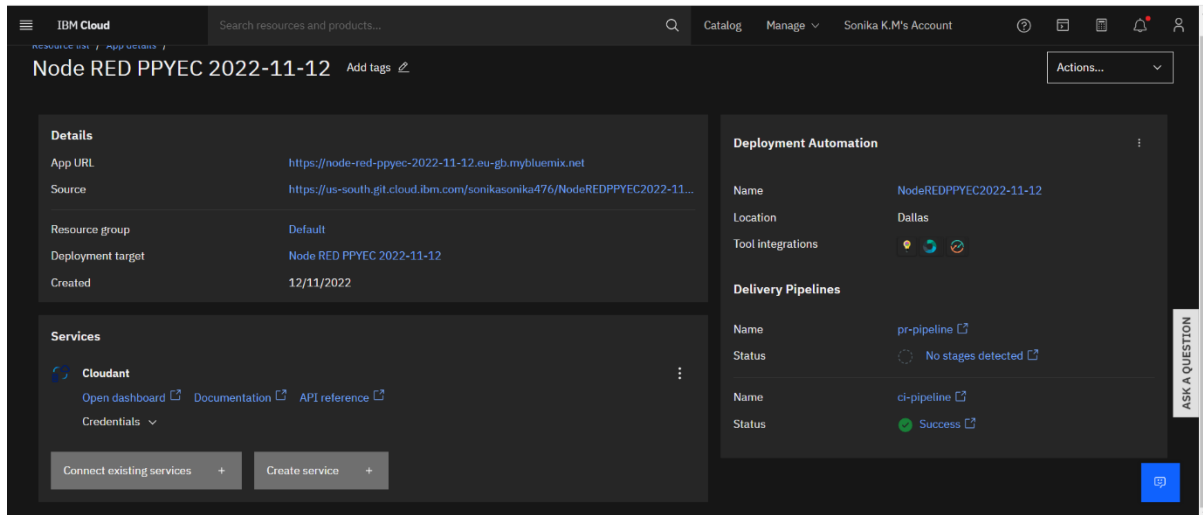 IBM Cloud
Search resources and products...
Catalog
Manage
Sonika K.M's Account
Resource list / App details /
Node RED PPYEC 2022-11-12
Add tags
Actions...
Details
App URL
https://node-red-ppyec-2022-11-12.eu-gb.mybluemix.net
Source
https://us-south.git.cloud.ibm.com/sonikasonika476/NodeREDPPYEC2022-11...
Resource group
Default
Deployment target
Node RED PPYEC 2022-11-12
Created
12/11/2022
Services
Cloudant
Open dashboard
Documentation
API reference
Credentials
Connect existing services +
Create service +
Deployment Automation
Name
NodeREDPPYEC2022-11-12
Location
Dallas
Tool integrations
Delivery Pipelines
Name
pr-pipeline
Status
No stages detected
Name
ci-pipeline
Status
Success
ASK A QUESTION